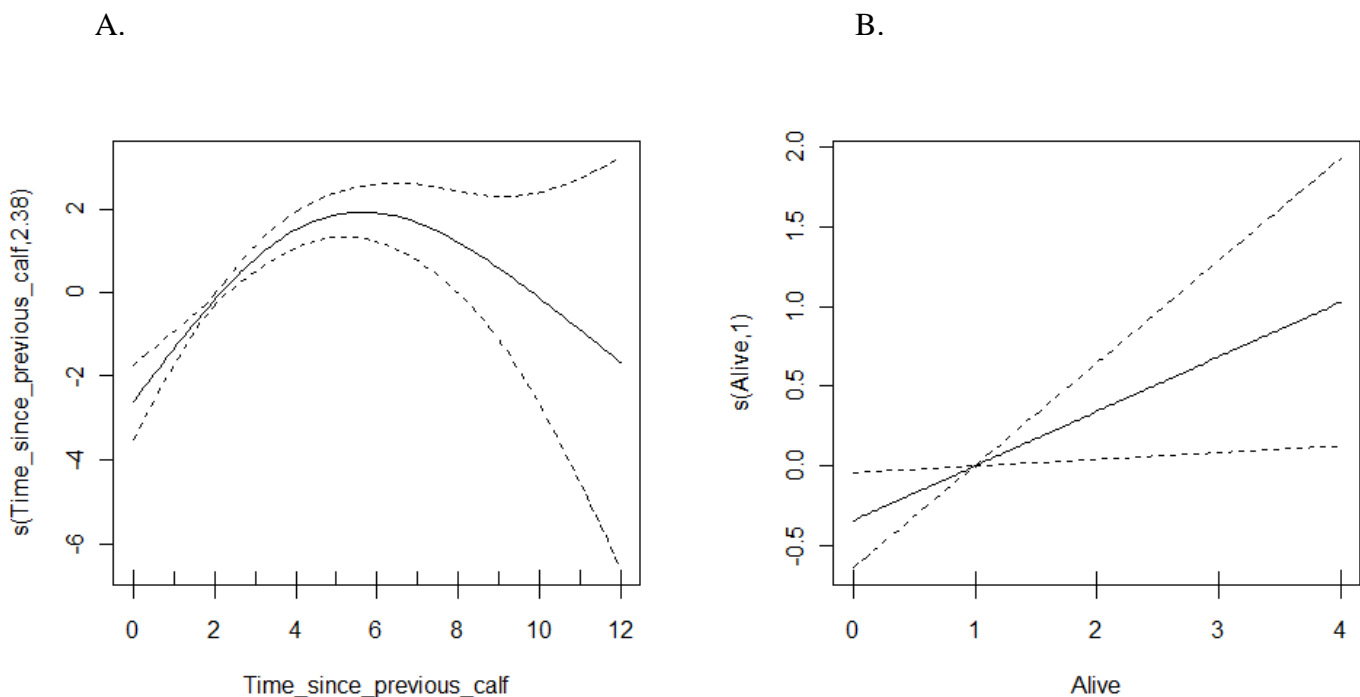 A.
B.
s(Time_since_previous_calf,2.38)
2
0
-2
-4
-6
0 2 4 6 8 10 12
Time_since_previous_calf
s(Alive,1)
2.0
1.5
1.0
0.5
0.0
-0.5
0 1 2 3 4
Alive